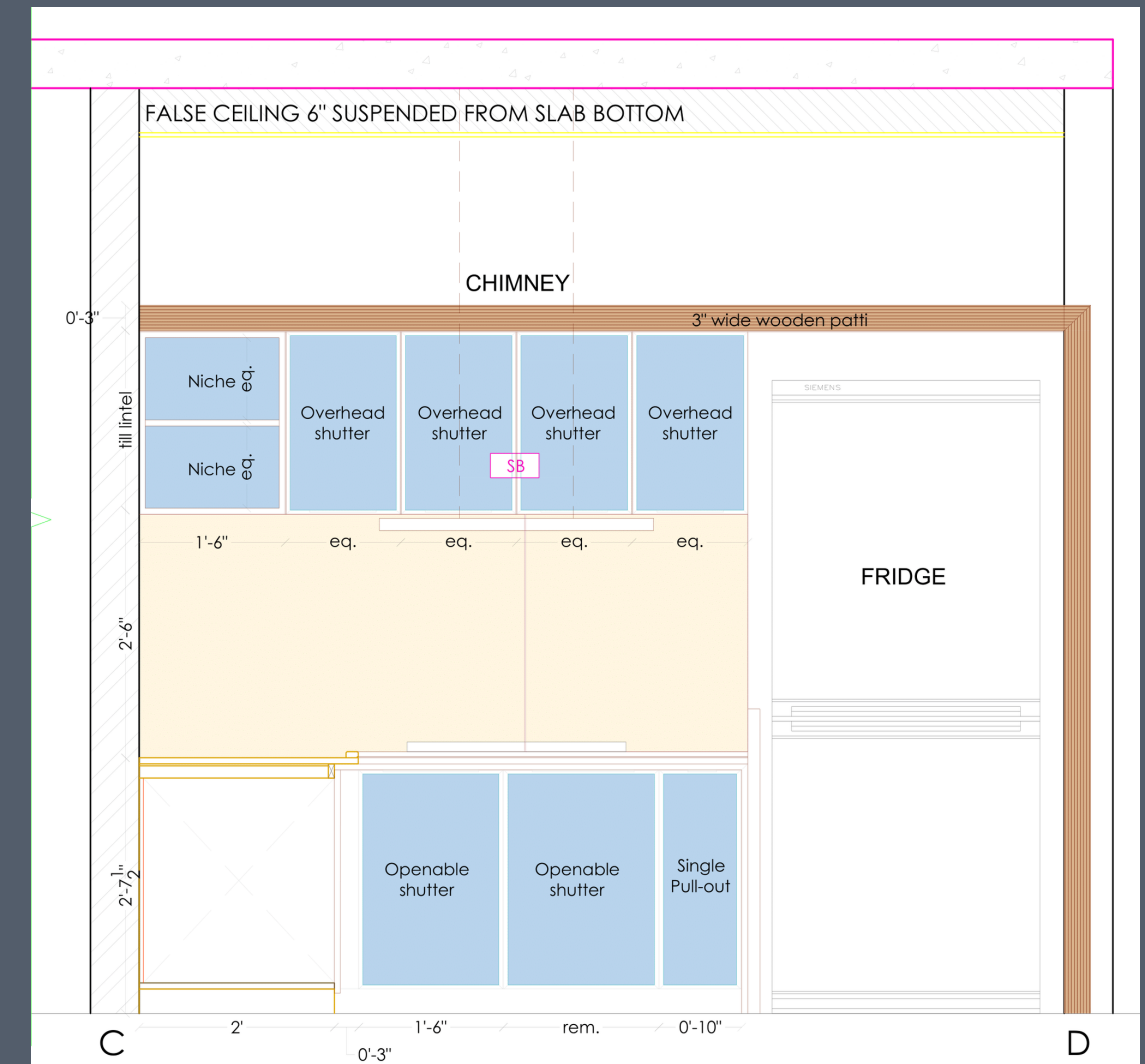 FALSE CEILING 6" SUSPENDED FROM SLAB BOTTOM
CHIMNEY
0'-3"
3" wide wooden patti
Niche eq.
Overhead
shutter
Overhead
shutter
Overhead
shutter
Overhead
shutter
SIEMENS
till lintel
Niche eq.
SB
1'-6"
eq.
eq.
eq.
eq.
FRIDGE
2'-6"
2'-7 1/2"
Openable
shutter
Openable
shutter
Single
Pull-out
2'
0'-3"
1'-6"
rem.
0'-10"
C
D